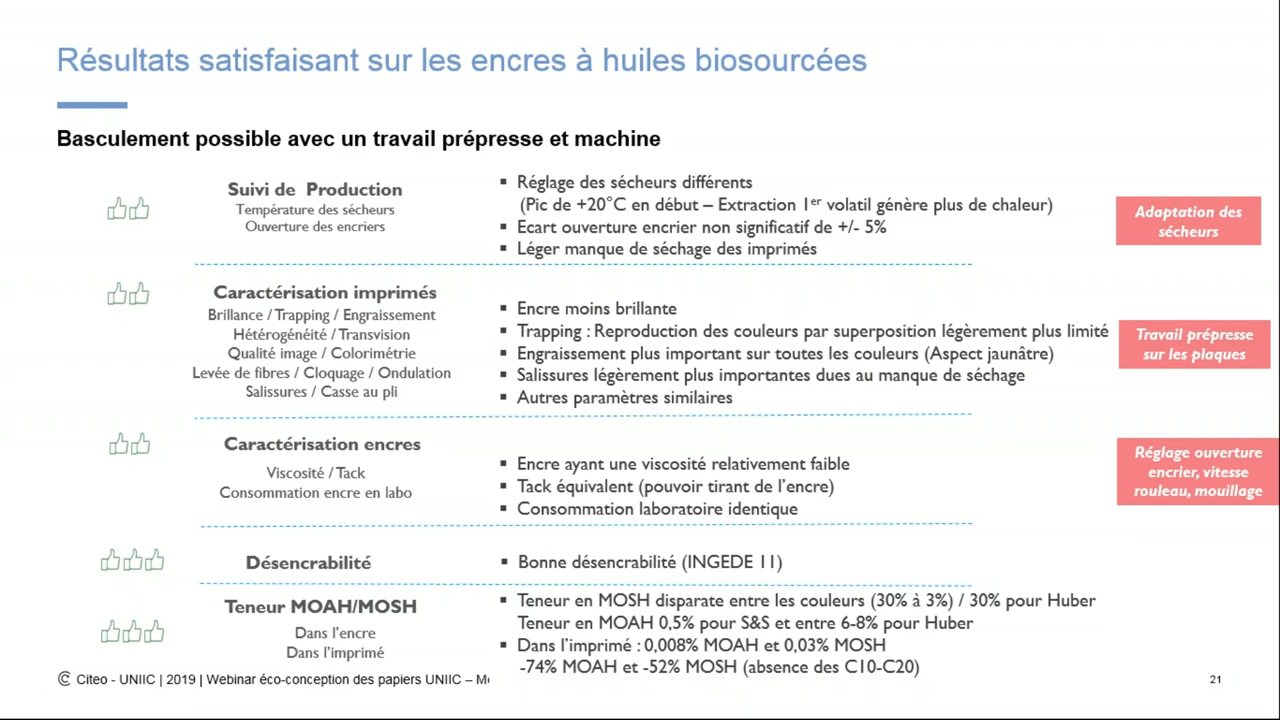 Résultats satisfaisant sur les encres à huiles biosourcées
Basculement possible avec un travail prépresse et machine
Suivi de Production
Température des sécheurs
Ouverture des encriers
▪ Réglage des sécheurs différents
(Pic de +20°C en début – Extraction 1er volatil génère plus de chaleur)
▪ Ecart ouverture encrier non significatif de +/- 5%
▪ Léger manque de séchage des imprimés
Adaptation des
sécheurs
Caractérisation imprimés
Brillance / Trapping / Engraissement
Hétérogénéité / Transvision
Qualité image / Colorimétrie
Levée de fibres / Cloquage / Ondulation
Salissures / Casse au pli
▪ Encre moins brillante
▪ Trapping : Reproduction des couleurs par superposition légèrement plus limité
▪ Engraissement plus important sur toutes les couleurs (Aspect jaunâtre)
▪ Salissures légèrement plus importantes dues au manque de séchage
▪ Autres paramètres similaires
Travail prépresse
sur les plaques
Caractérisation encres
Viscosité / Tack
Consommation encre en labo
▪ Encre ayant une viscosité relativement faible
▪ Tack équivalent (pouvoir tirant de l'encre)
▪ Consommation laboratoire identique
Réglage ouverture
encrier, vitesse
rouleau, mouillage
Désencrabilité
▪ Bonne désencrabilité (INGEDE 11)
Teneur MOAH/MOSH
Dans l'encre
Dans l'imprimé
▪ Teneur en MOSH disparate entre les couleurs (30% à 3%) / 30% pour Huber
Teneur en MOAH 0,5% pour S&S et entre 6-8% pour Huber
▪ Dans l'imprimé : 0,008% MOAH et 0,03% MOSH
-74% MOAH et -52% MOSH (absence des C10-C20)
Citeo - UNIIC | 2019 | Webinar éco-conception des papiers UNIIC –
21